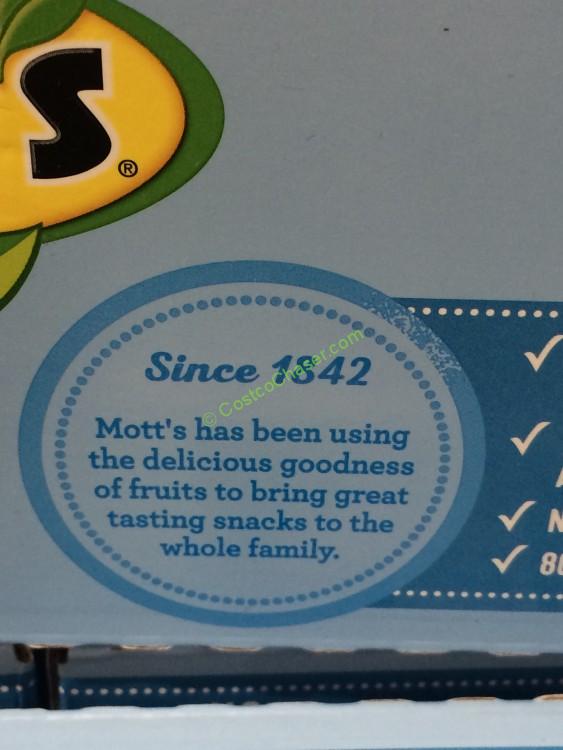 S®
Since 1842
© CostcoChaser.com
Mott's has been using
the delicious goodness
of fruits to bring great
tasting snacks to the
whole family.
✓
✓
A
✓ N
✓ 80